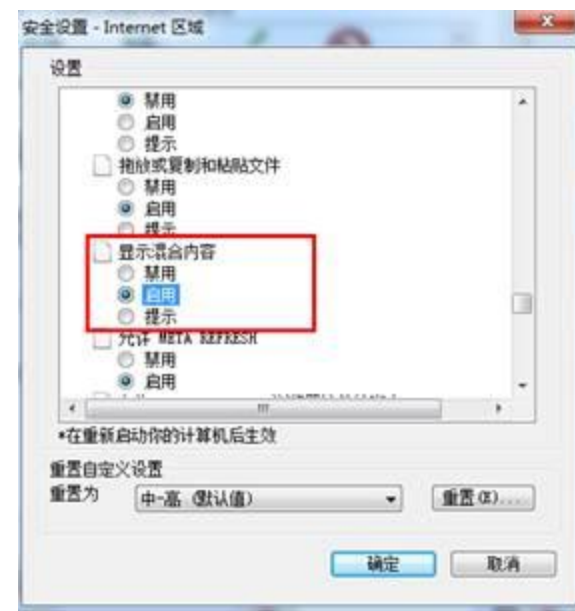 安全设置 - Internet 区域
设置
禁用
启用
提示
拖放或复制和粘贴文件
禁用
启用
提示
显示混合内容
禁用
启用
提示
允许 META REFRESH
禁用
启用
*在重新启动你的计算机后生效
重置自定义设置
重置为
中-高 (默认值)
重置(E)...
确定
取消